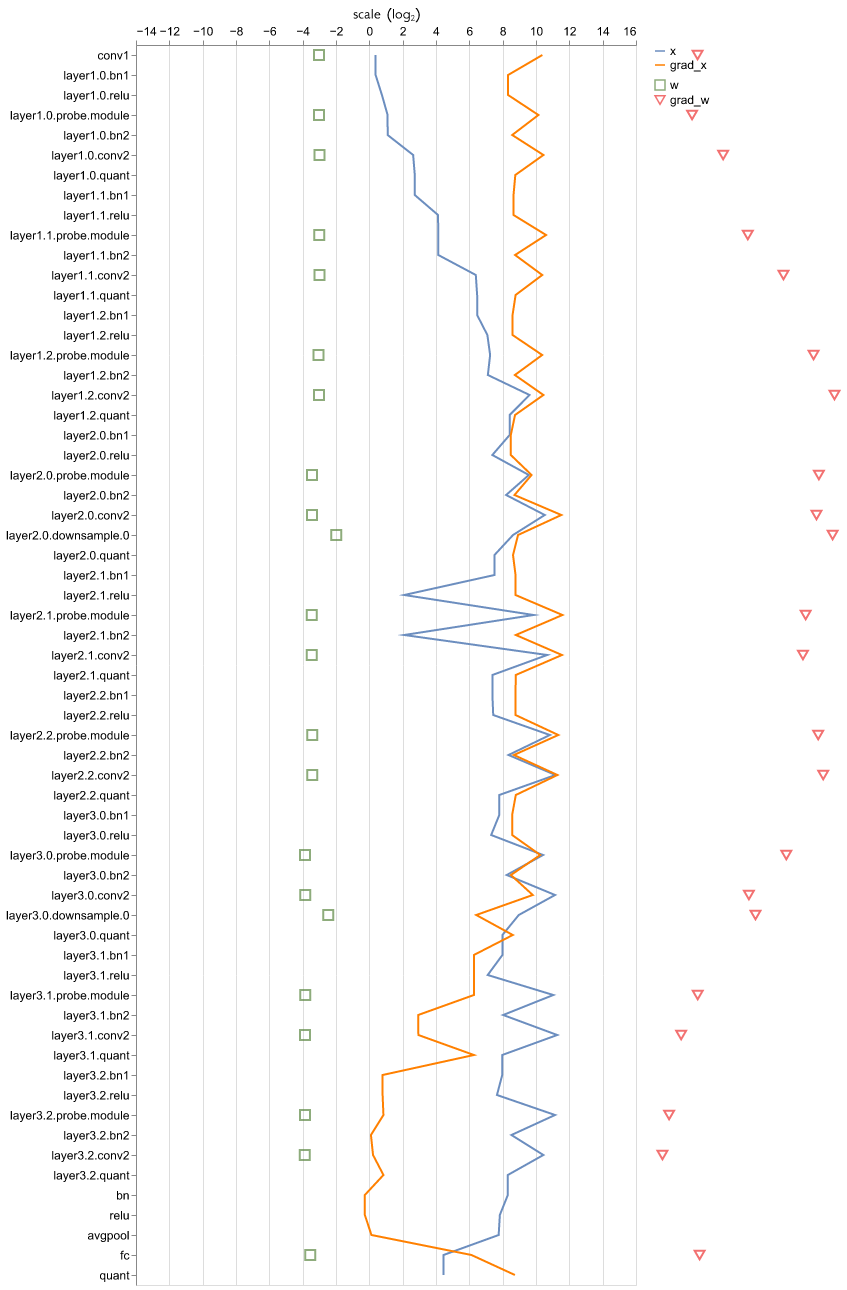 scale (log₂)
−14 −12 −10 −8 −6 −4 −2 0 2 4 6 8 10 12 14 16
x
grad_x
w
grad_w
conv1
layer1.0.bn1
layer1.0.relu
layer1.0.probe.module
layer1.0.bn2
layer1.0.conv2
layer1.0.quant
layer1.1.bn1
layer1.1.relu
layer1.1.probe.module
layer1.1.bn2
layer1.1.conv2
layer1.1.quant
layer1.2.bn1
layer1.2.relu
layer1.2.probe.module
layer1.2.bn2
layer1.2.conv2
layer1.2.quant
layer2.0.bn1
layer2.0.relu
layer2.0.probe.module
layer2.0.bn2
layer2.0.conv2
layer2.0.downsample.0
layer2.0.quant
layer2.1.bn1
layer2.1.relu
layer2.1.probe.module
layer2.1.bn2
layer2.1.conv2
layer2.1.quant
layer2.2.bn1
layer2.2.relu
layer2.2.probe.module
layer2.2.bn2
layer2.2.conv2
layer2.2.quant
layer3.0.bn1
layer3.0.relu
layer3.0.probe.module
layer3.0.bn2
layer3.0.conv2
layer3.0.downsample.0
layer3.0.quant
layer3.1.bn1
layer3.1.relu
layer3.1.probe.module
layer3.1.bn2
layer3.1.conv2
layer3.1.quant
layer3.2.bn1
layer3.2.relu
layer3.2.probe.module
layer3.2.bn2
layer3.2.conv2
layer3.2.quant
bn
relu
avgpool
fc
quant